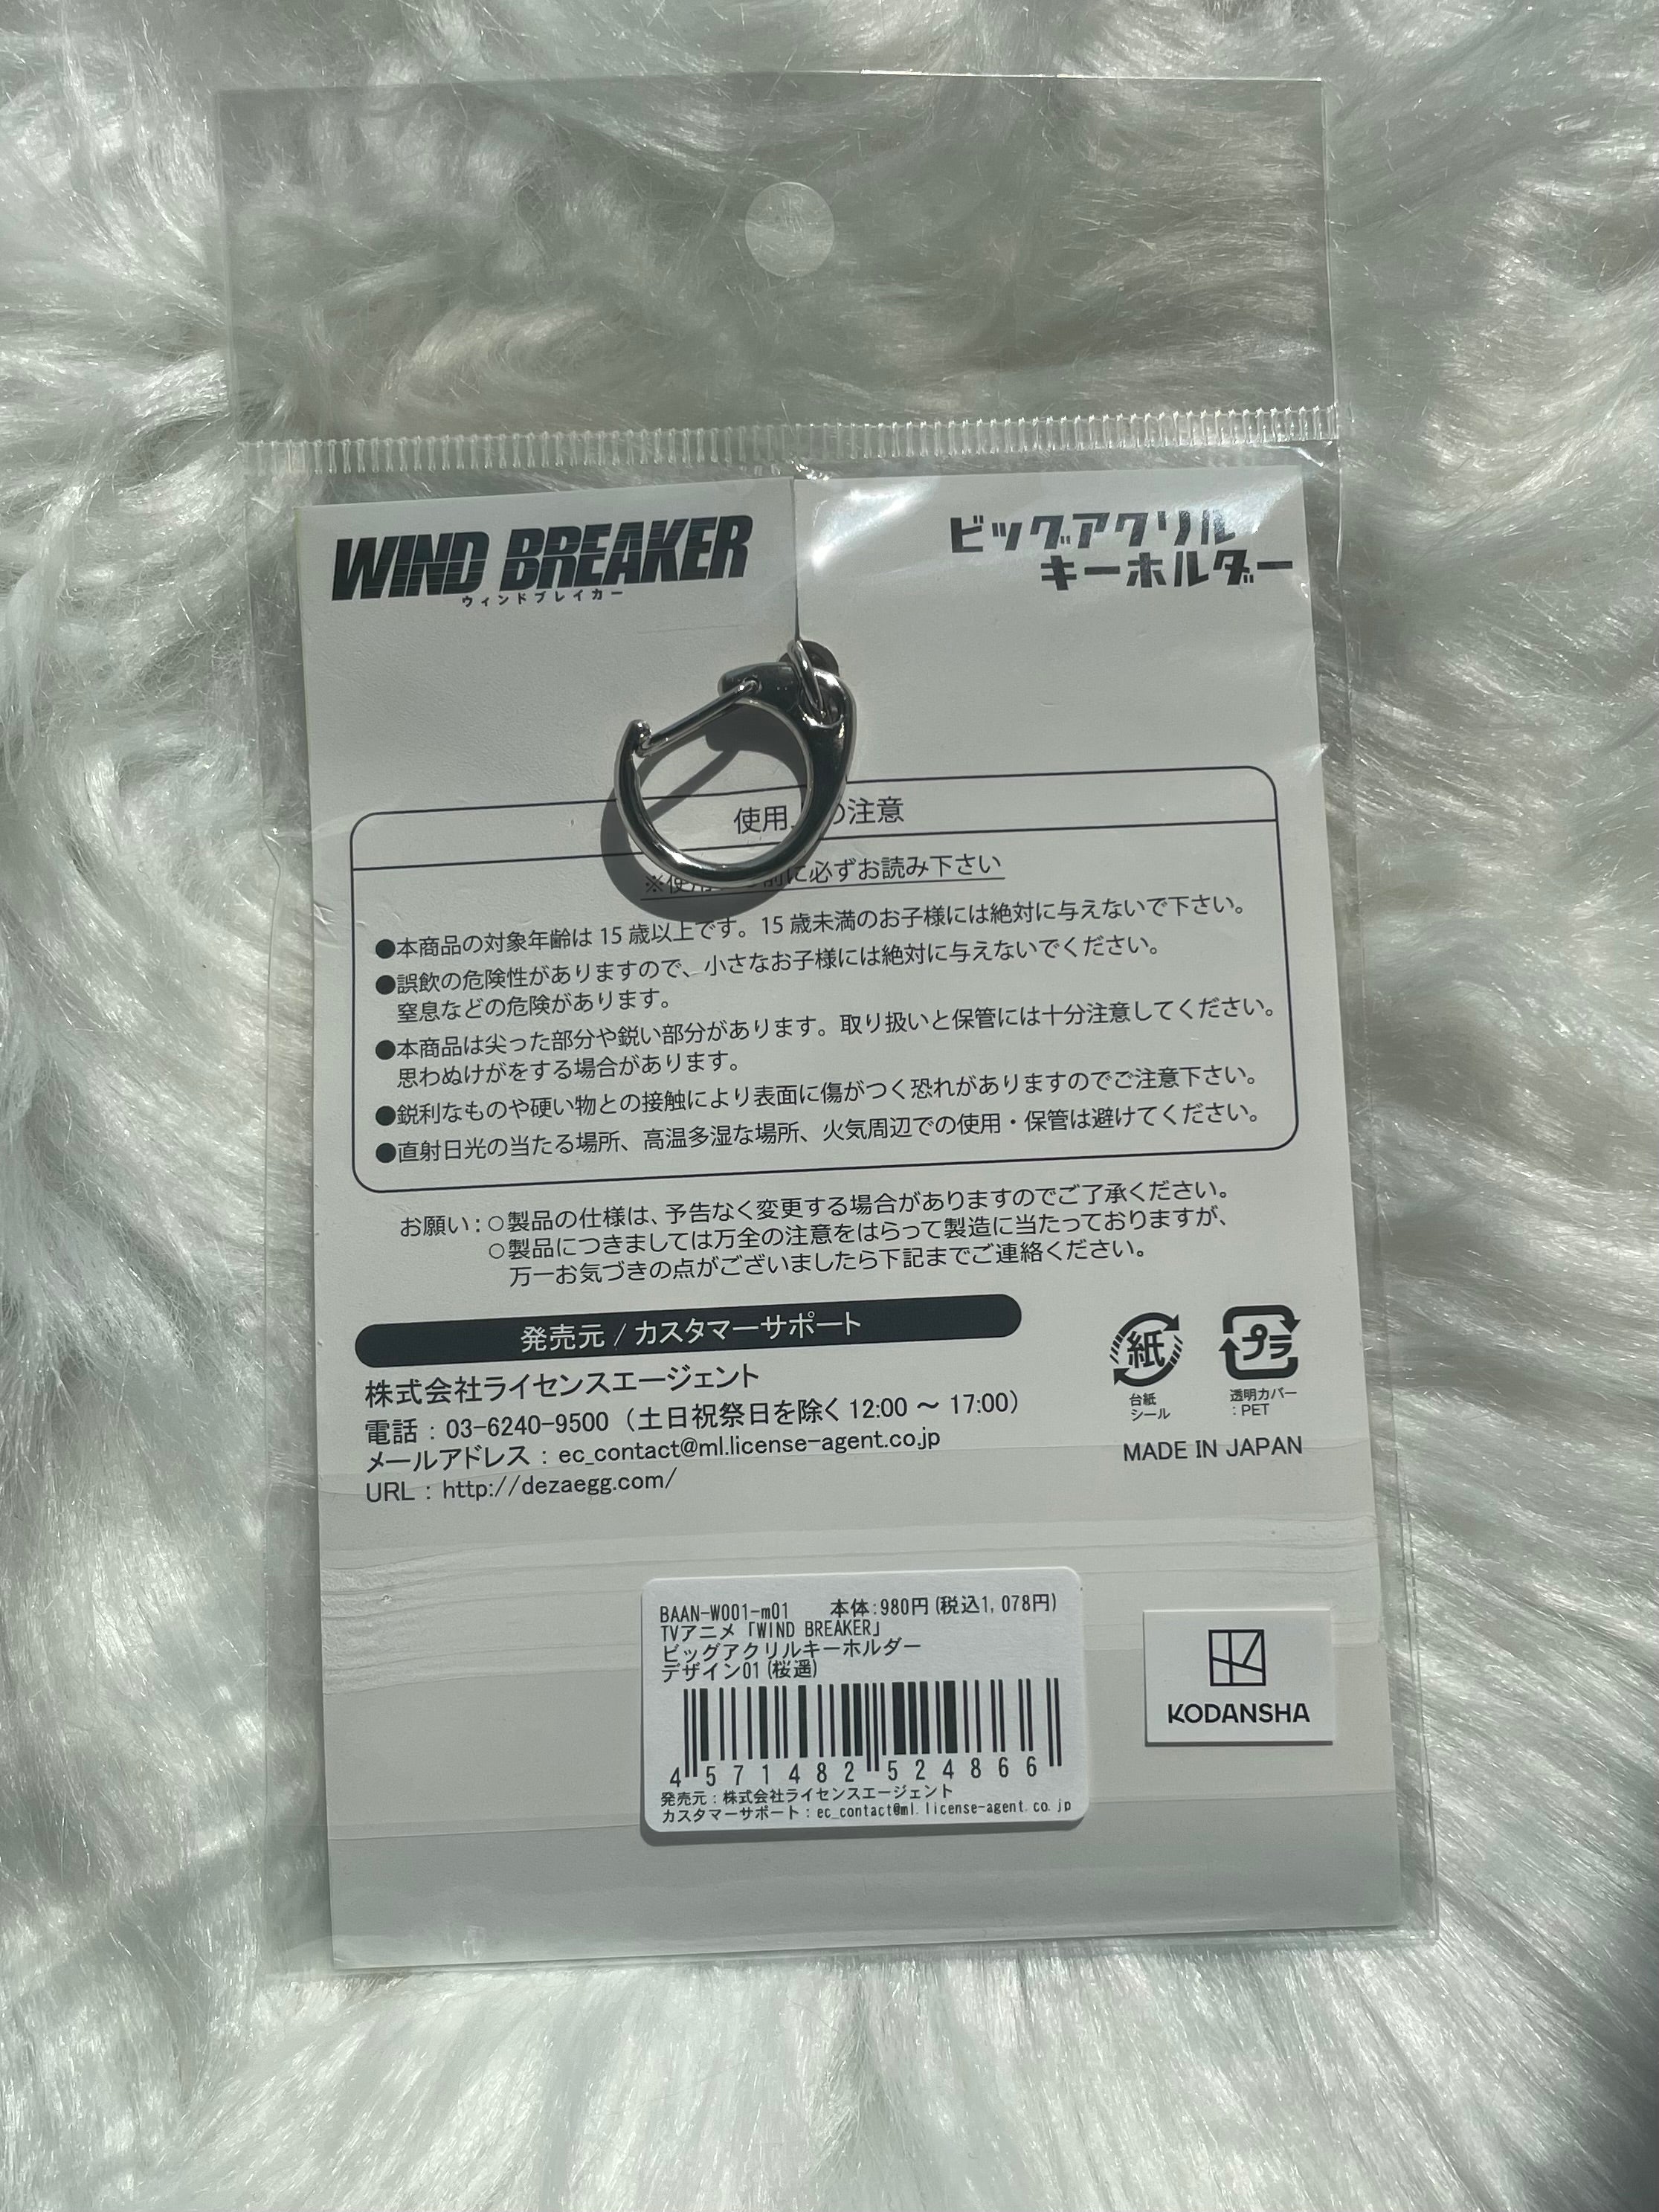 WIND BREAKER
ウィンドブレイカー
ビッグアクリル
キーホルダー
使用 の注意
※使用 前に必ずお読み下さい
●本商品の対象年齢は 15 歳以上です。15 歳未満のお子様には絶対に与えないで下さい。
●誤飲の危険性がありますので、小さなお子様には絶対に与えないでください。
窒息などの危険があります。
●本商品は尖った部分や鋭い部分があります。取り扱いと保管には十分注意してください。
思わぬけがをする場合があります。
●鋭利なものや硬い物との接触により表面に傷がつく恐れがありますのでご注意下さい。
●直射日光の当たる場所、高温多湿な場所、火気周辺での使用・保管は避けてください。
お願い：○製品の仕様は、予告なく変更する場合がありますのでご了承ください。
○製品につきましては万全の注意をはらって製造に当たっておりますが、
万一お気づきの点がございましたら下記までご連絡ください。
発売元 / カスタマーサポート
株式会社ライセンスエージェント
電話：03-6240-9500（土日祝祭日を除く 12:00 ～ 17:00）
メールアドレス：ec_contact@ml.license-agent.co.jp
URL：http://dezaegg.com/
紙
台紙
シール
プラ
透明カバー
：PET
MADE IN JAPAN
BAAN-W001-m01 本体:980円(税込1,078円)
TVアニメ「WIND BREAKER」
ビッグアクリルキーホルダー
デザイン01(桜遥)
4 571482 524866
発売元：株式会社ライセンスエージェント
カスタマーサポート：ec_contact@ml.license-agent.co.jp
KODANSHA